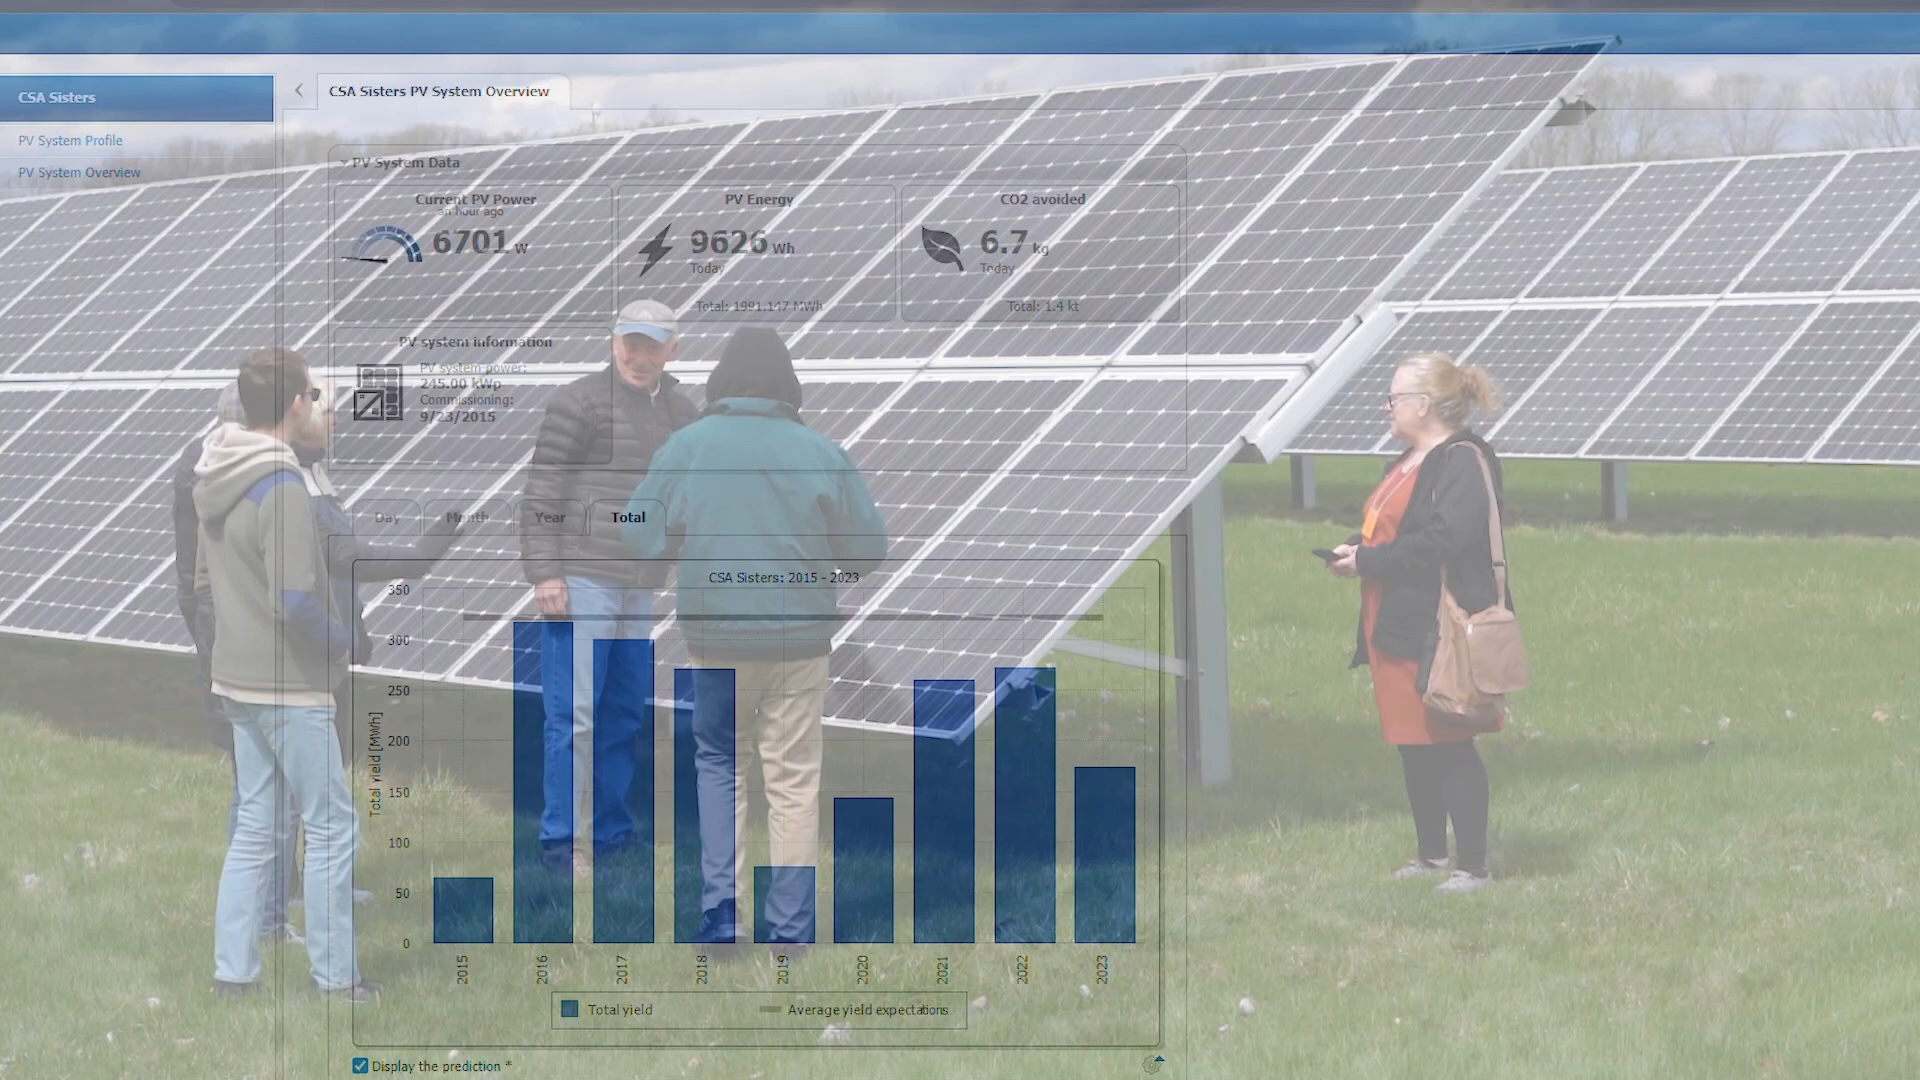 CSA Sisters
PV System Profile
PV System Overview
CSA Sisters PV System Overview
PV System Data
Current PV Power
an hour ago
6701 W
PV Energy
9626 Wh
Today
Total: 1991.147 MWh
CO2 avoided
6.7 kg
Today
Total: 1.4 kt
PV system information
PV system power:
245.00 kWp
Commissioning:
9/23/2015
Day
Month
Year
Total
CSA Sisters: 2015 - 2023
Total yield [MWh]
350
300
250
200
150
100
50
0
2015
2016
2017
2018
2019
2020
2021
2022
2023
Total yield
Average yield expectations
Display the prediction *